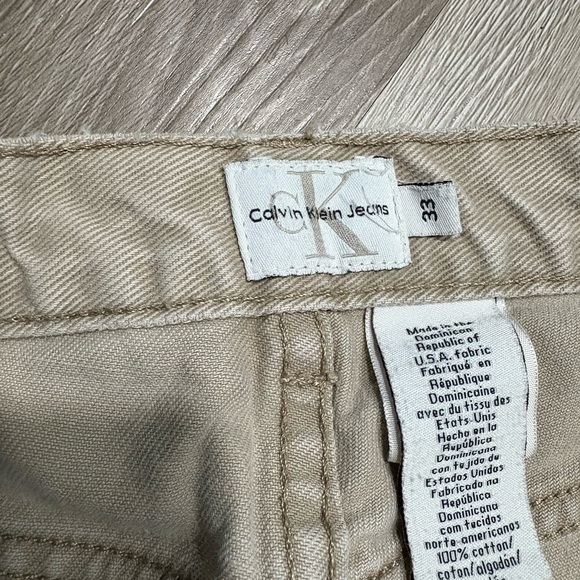 CK
Calvin Klein Jeans
33
Made in the
Dominican
Republic of
U.S.A. fabric
Fabriqué en
République
Dominicaine
avec du tissu des
Etats-Unis
Hecho en la
República
Dominicana
con tejido de
Estados Unidos
Fabricado na
República
Dominicana
com tecidos
norte-americanos
100% cotton/
coton/algodón/